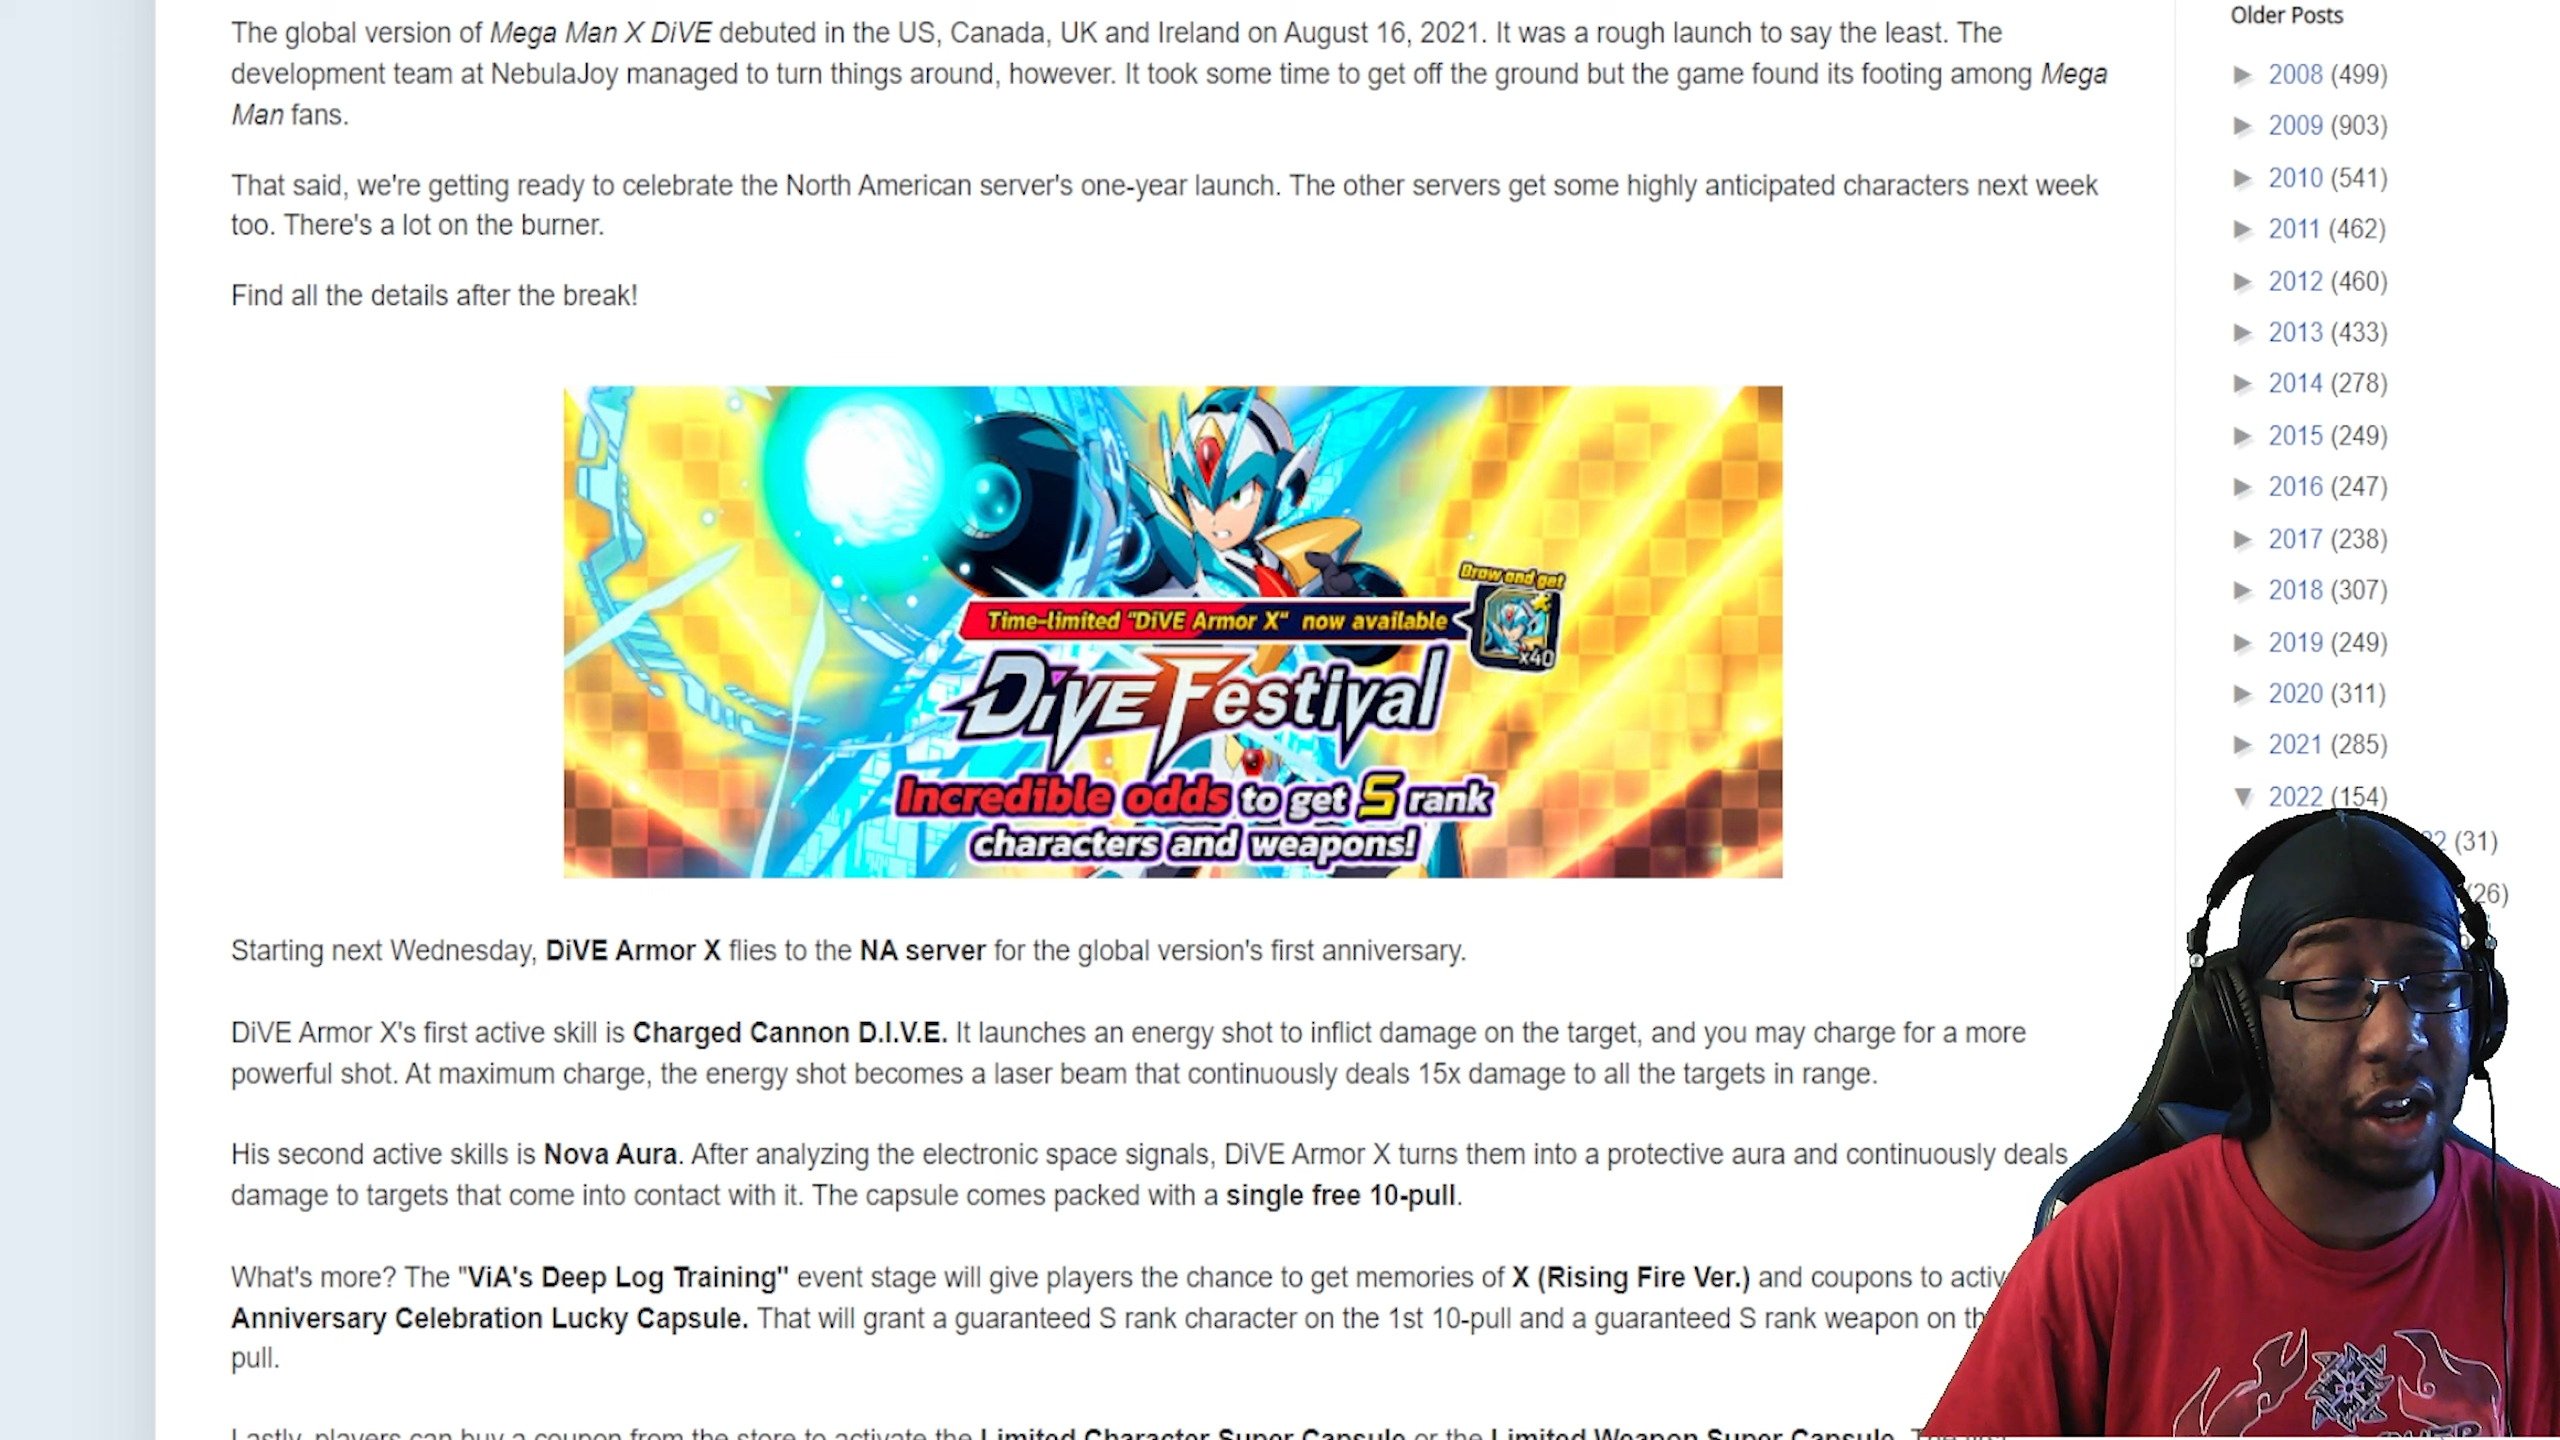 The global version of Mega Man X DiVE debuted in the US, Canada, UK and Ireland on August 16, 2021. It was a rough launch to say the least. The
development team at NebulaJoy managed to turn things around, however. It took some time to get off the ground but the game found its footing among Mega
Man fans.
That said, we're getting ready to celebrate the North American server's one-year launch. The other servers get some highly anticipated characters next week
too. There's a lot on the burner.
Find all the details after the break!
Draw and get
x40
Time-limited "DiVE Armor X" now available
DiVE Festival
Incredible odds to get S rank
characters and weapons!
Starting next Wednesday, DiVE Armor X flies to the NA server for the global version's first anniversary.
DiVE Armor X's first active skill is Charged Cannon D.I.V.E. It launches an energy shot to inflict damage on the target, and you may charge for a more
powerful shot. At maximum charge, the energy shot becomes a laser beam that continuously deals 15x damage to all the targets in range.
His second active skills is Nova Aura. After analyzing the electronic space signals, DiVE Armor X turns them into a protective aura and continuously deals
damage to targets that come into contact with it. The capsule comes packed with a single free 10-pull.
What's more? The "ViA's Deep Log Training" event stage will give players the chance to get memories of X (Rising Fire Ver.) and coupons to activ
Anniversary Celebration Lucky Capsule. That will grant a guaranteed S rank character on the 1st 10-pull and a guaranteed S rank weapon on th
pull.
Lastly, players can buy a coupon from the store to activate the Limited Character Super Capsule or the Limited Weapon Super Capsule.
Older Posts
2008 (499)
2009 (903)
2010 (541)
2011 (462)
2012 (460)
2013 (433)
2014 (278)
2015 (249)
2016 (247)
2017 (238)
2018 (307)
2019 (249)
2020 (311)
2021 (285)
2022 (154)
2 (31)
(26)